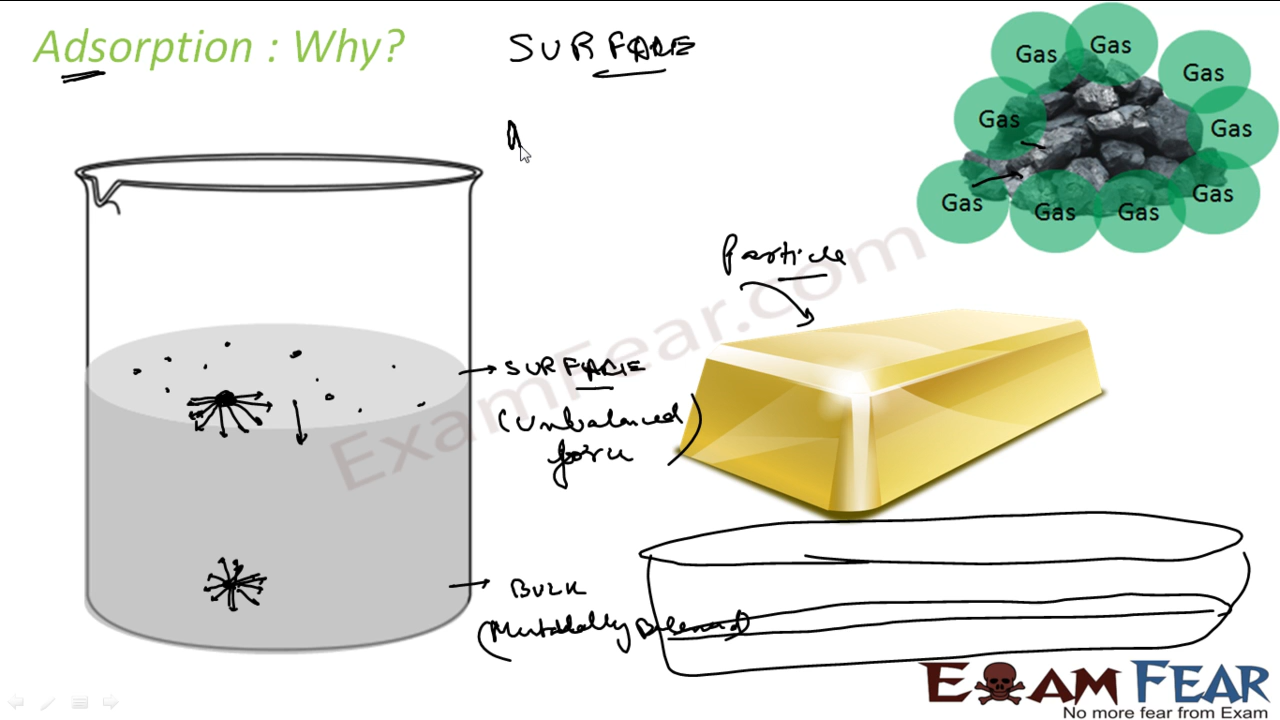 Adsorption : Why?
SURFACE
A
Gas
Gas
Gas
Gas
Gas
Gas
Gas
Gas
Gas
Particle
SURFACE
(Unbalanced
force)
BULK
(Mutually Balanced)
ExamFear.com
EXAM FEAR
No more fear from Exam